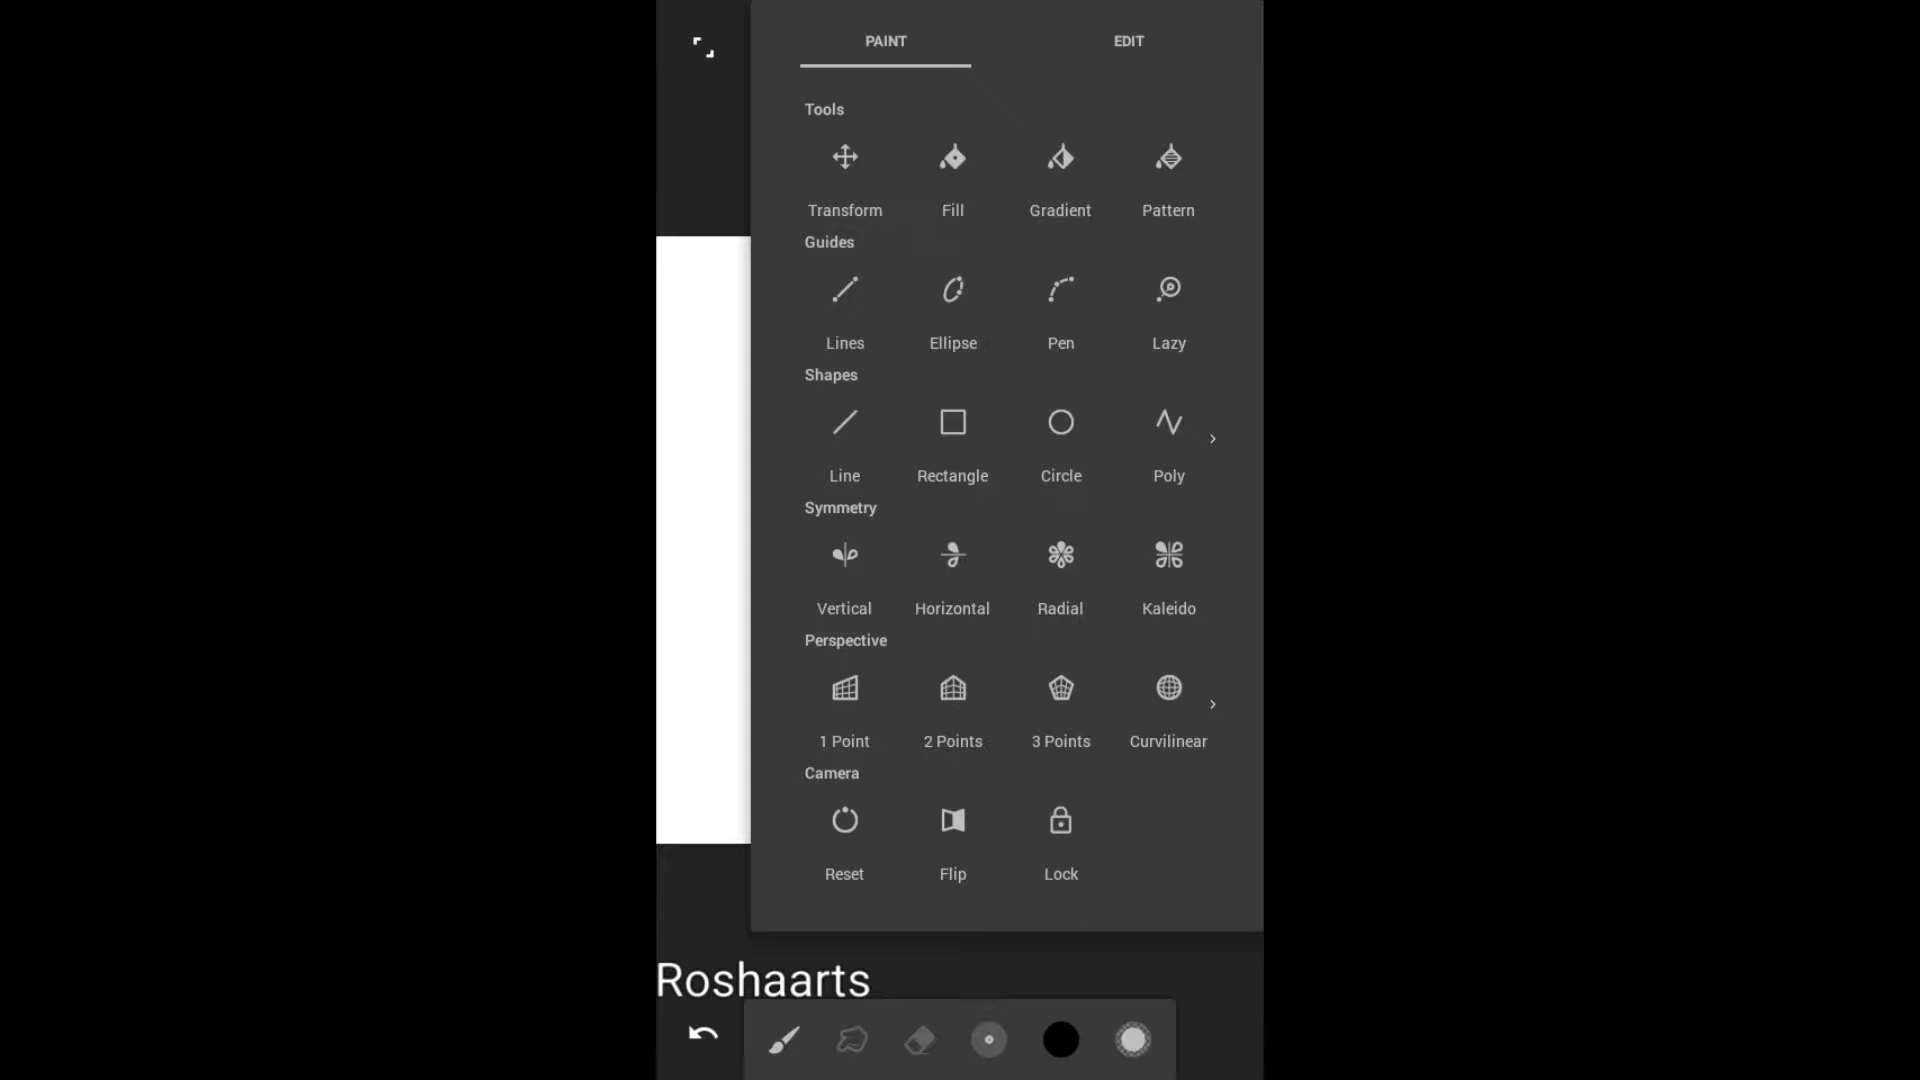 PAINT EDIT
Tools
Transform Fill Gradient Pattern
Guides
Lines Ellipse Pen Lazy
Shapes
Line Rectangle Circle Poly
Symmetry
Vertical Horizontal Radial Kaleido
Perspective
1 Point 2 Points 3 Points Curvilinear
Camera
Reset Flip Lock
Roshaarts